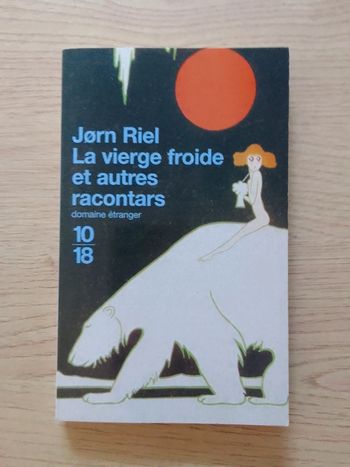 Jørn Riel
La vierge froide
et autres
racontars
domaine étranger
10
18